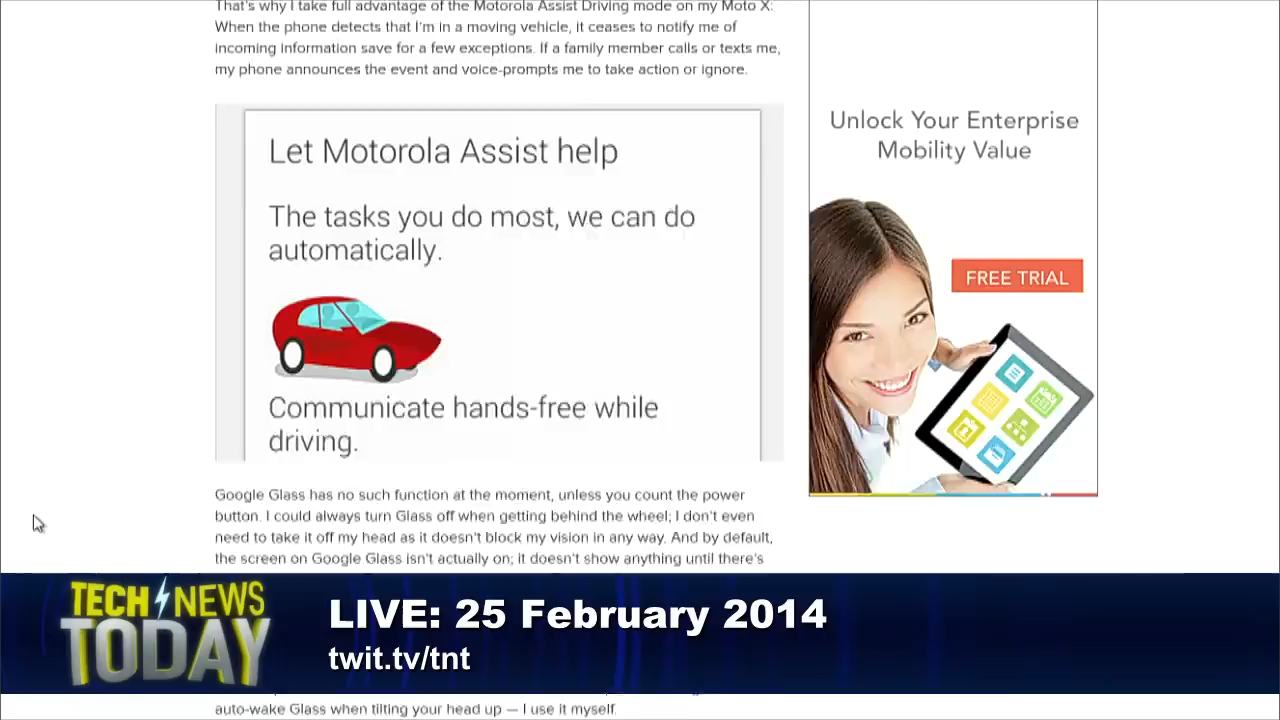 That's why I take full advantage of the Motorola Assist Driving mode on my Moto X:
When the phone detects that I'm in a moving vehicle, it ceases to notify me of
incoming information save for a few exceptions. If a family member calls or texts me,
my phone announces the event and voice-prompts me to take action or ignore.
Let Motorola Assist help
The tasks you do most, we can do
automatically.
Communicate hands-free while
driving.
Unlock Your Enterprise
Mobility Value
FREE TRIAL
Google Glass has no such function at the moment, unless you count the power
button. I could always turn Glass off when getting behind the wheel; I don't even
need to take it off my head as it doesn't block my vision in any way. And by default,
the screen on Google Glass isn't actually on; it doesn't show anything until there's
TECH NEWS
TODAY
LIVE: 25 February 2014
twit.tv/tnt
auto-wake Glass when tilting your head up — I use it myself.